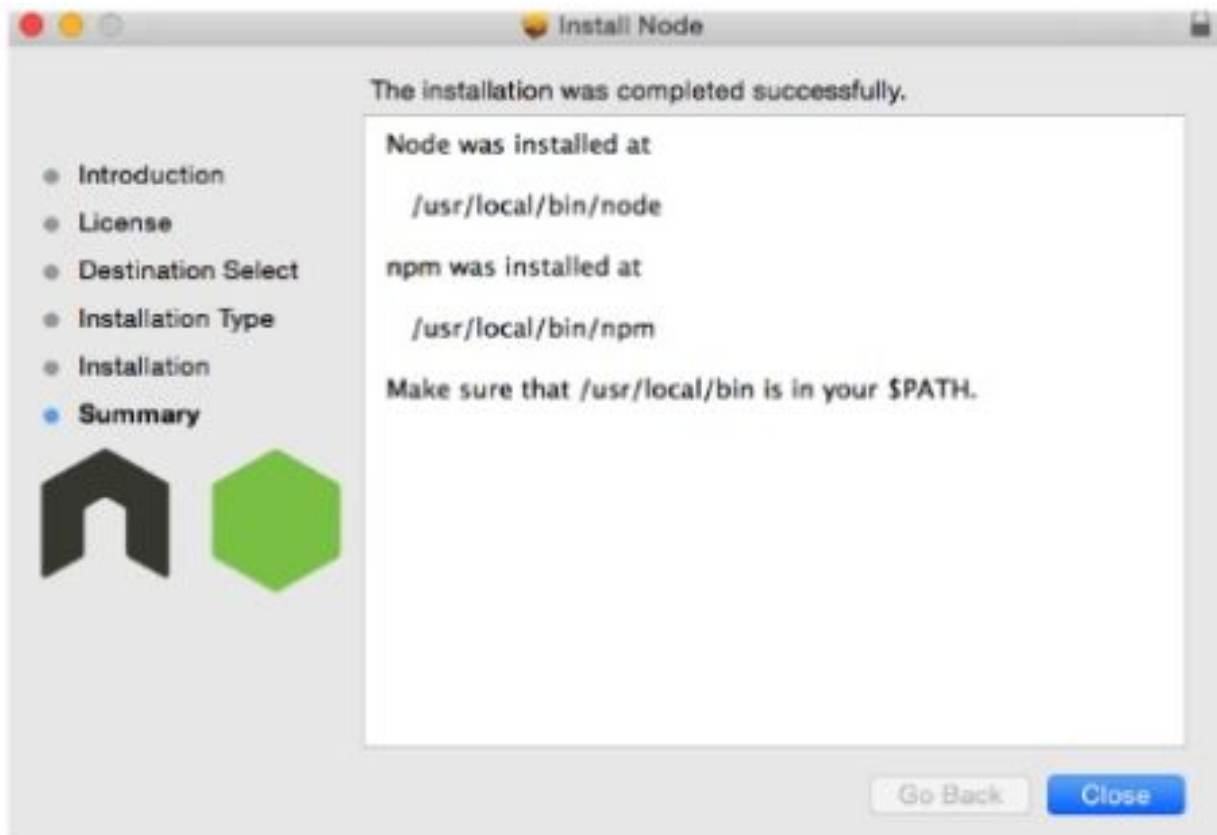 Install Node
The installation was completed successfully.
Introduction
License
Destination Select
Installation Type
Installation
Summary
Node was installed at
/usr/local/bin/node
npm was installed at
/usr/local/bin/npm
Make sure that /usr/local/bin is in your $PATH.
Go Back
Close